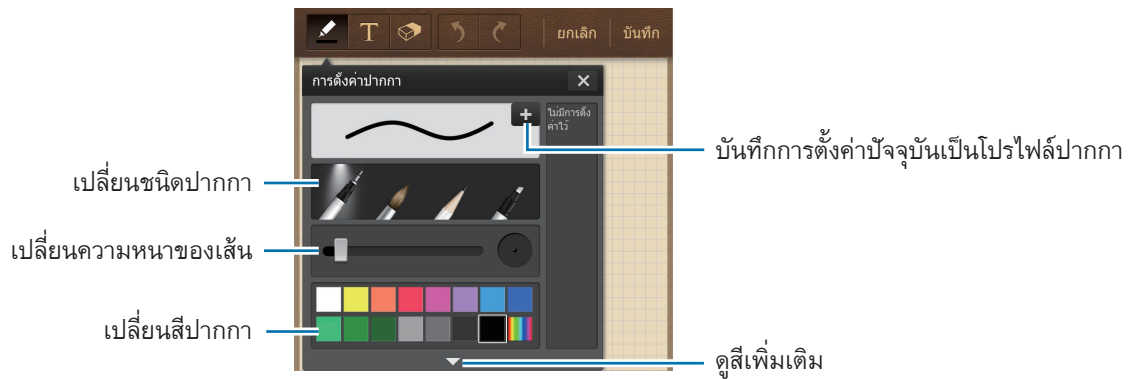 T
ยกเลิก
บันทึก
การตั้งค่าปากกา
ไม่มีการตั้ง
ค่าไว้
บันทึกการตั้งค่าปัจจุบันเป็นโปรไฟล์ปากกา
เปลี่ยนชนิดปากกา
เปลี่ยนความหนาของเส้น
เปลี่ยนสีปากกา
ดูสีเพิ่มเติม